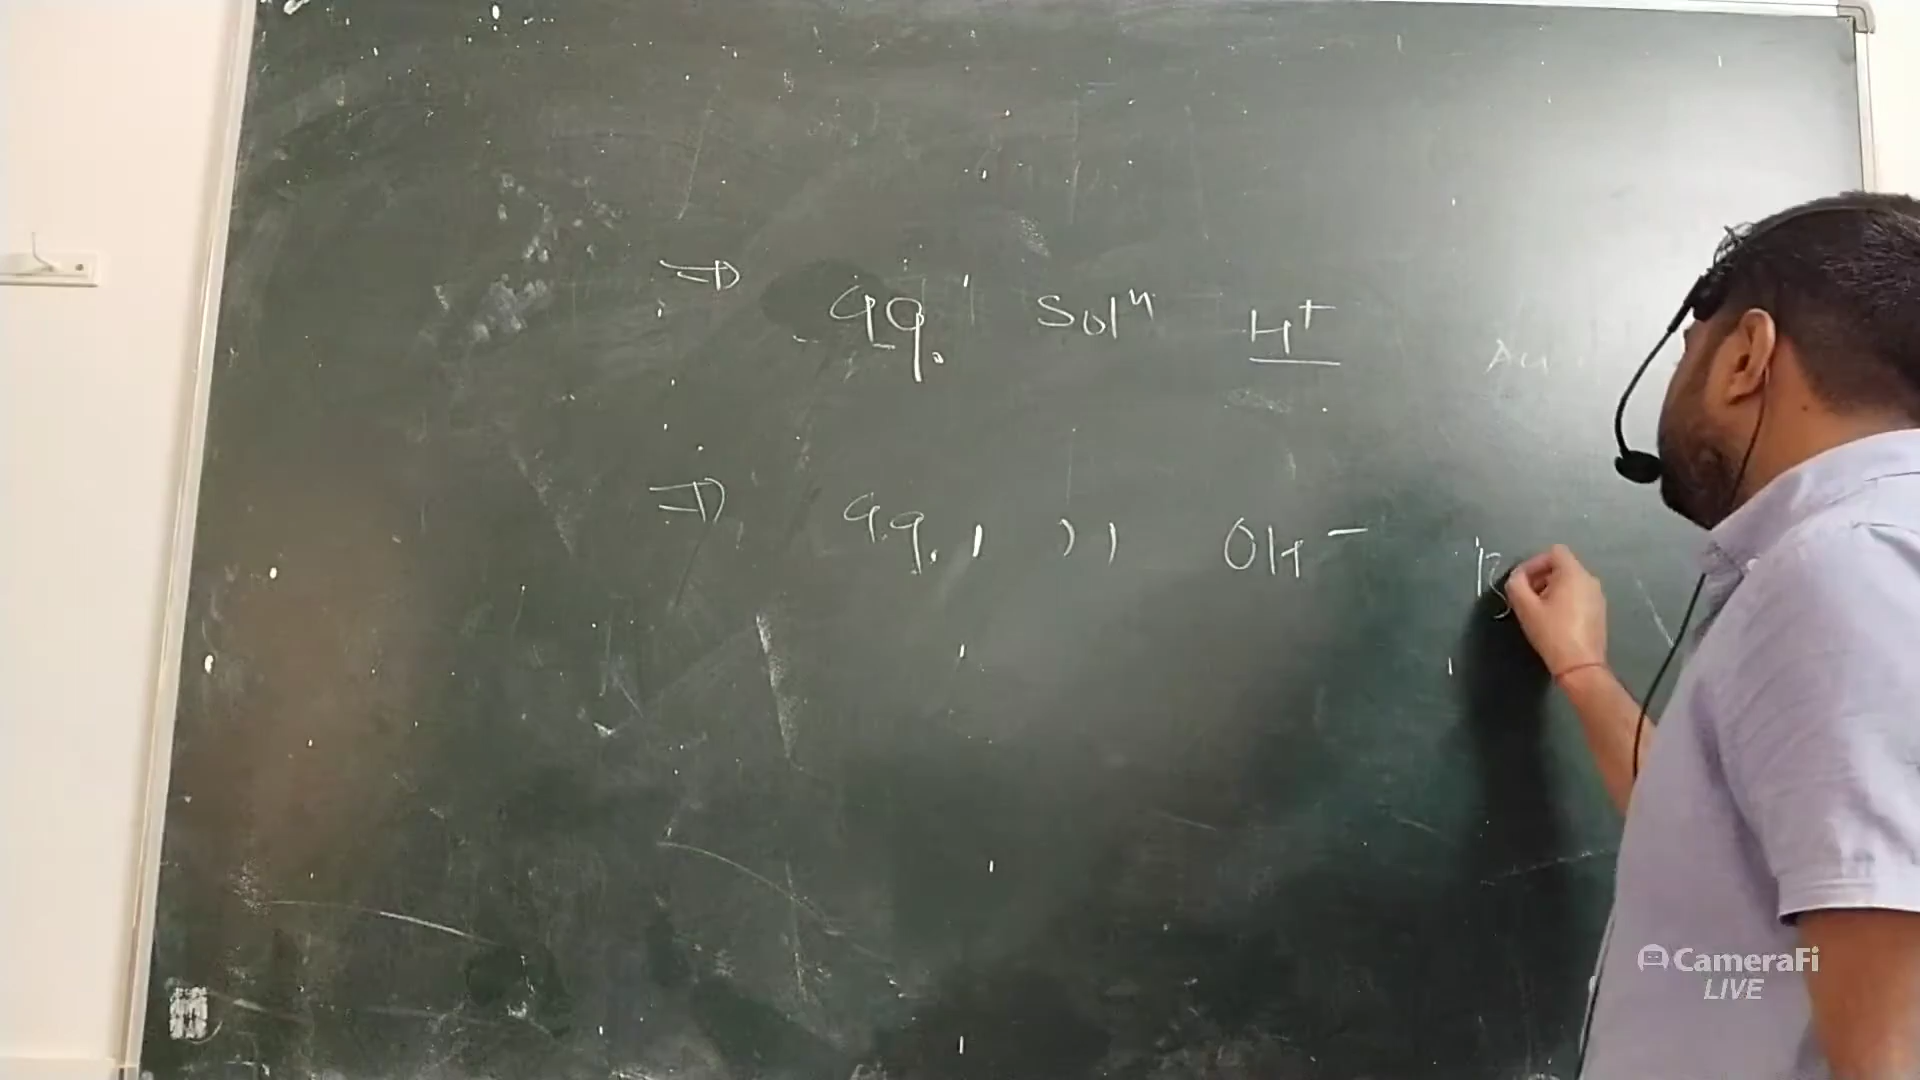 ⇒ aq. Solⁿ H⁺
⇒ aq. ,, OH⁻
CameraFi
LIVE